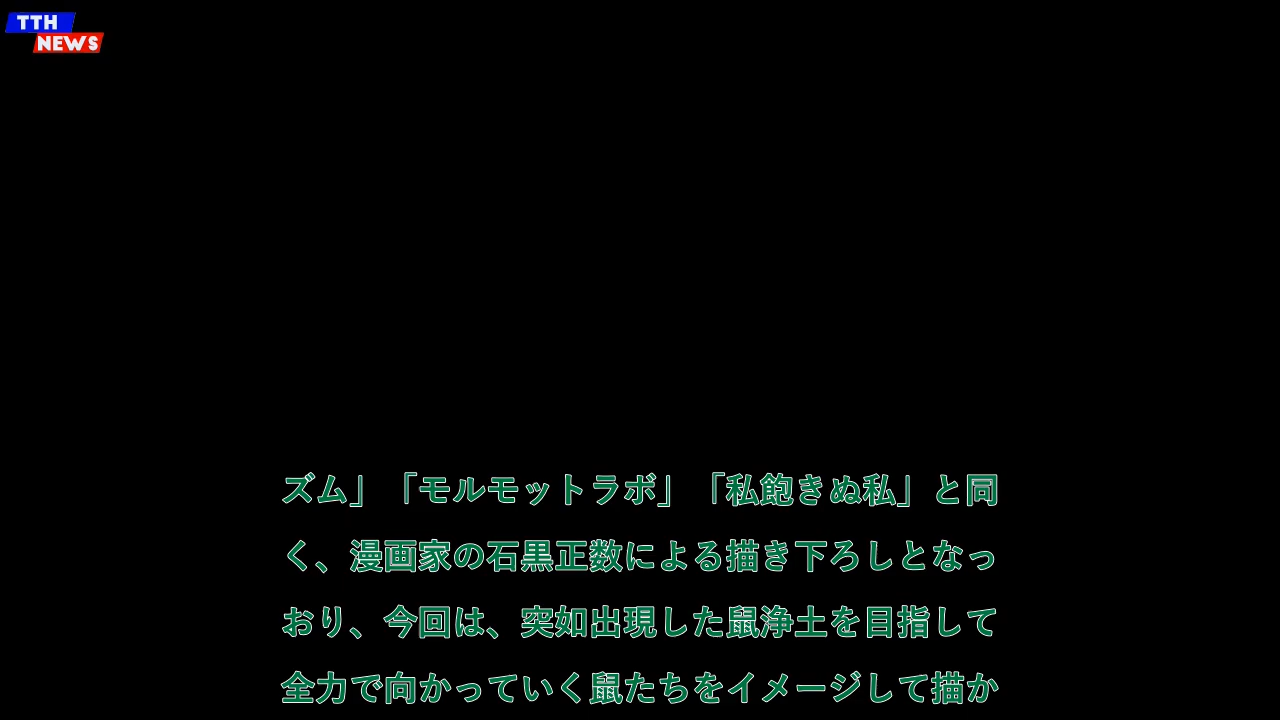 TTH
NEWS
ズム」「モルモットラボ」「私飽きぬ私」と同
く、漫画家の石黒正数による描き下ろしとなっ
おり、今回は、突如出現した鼠浄土を目指して
全力で向かっていく鼠たちをイメージして描か